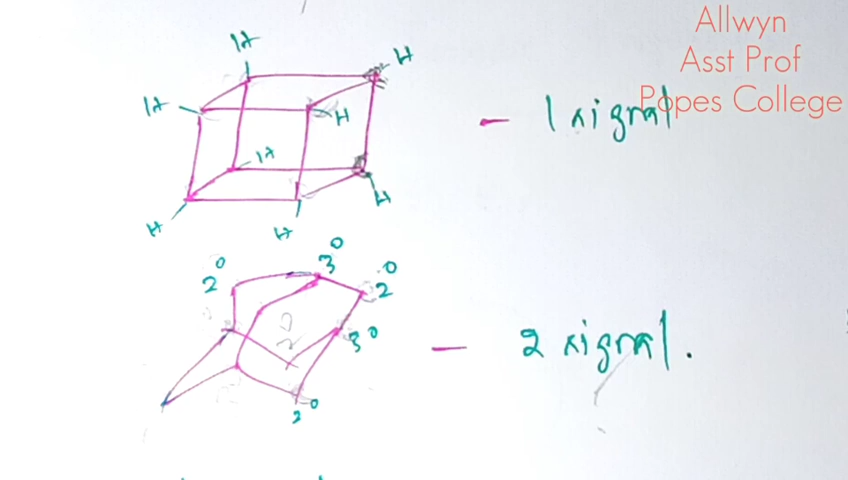 Allwyn
Asst Prof
Popes College
H
H
H
H
H
H
H
H
- 1 signal
2°
3°
2°
3°
2°
- 2 signal.